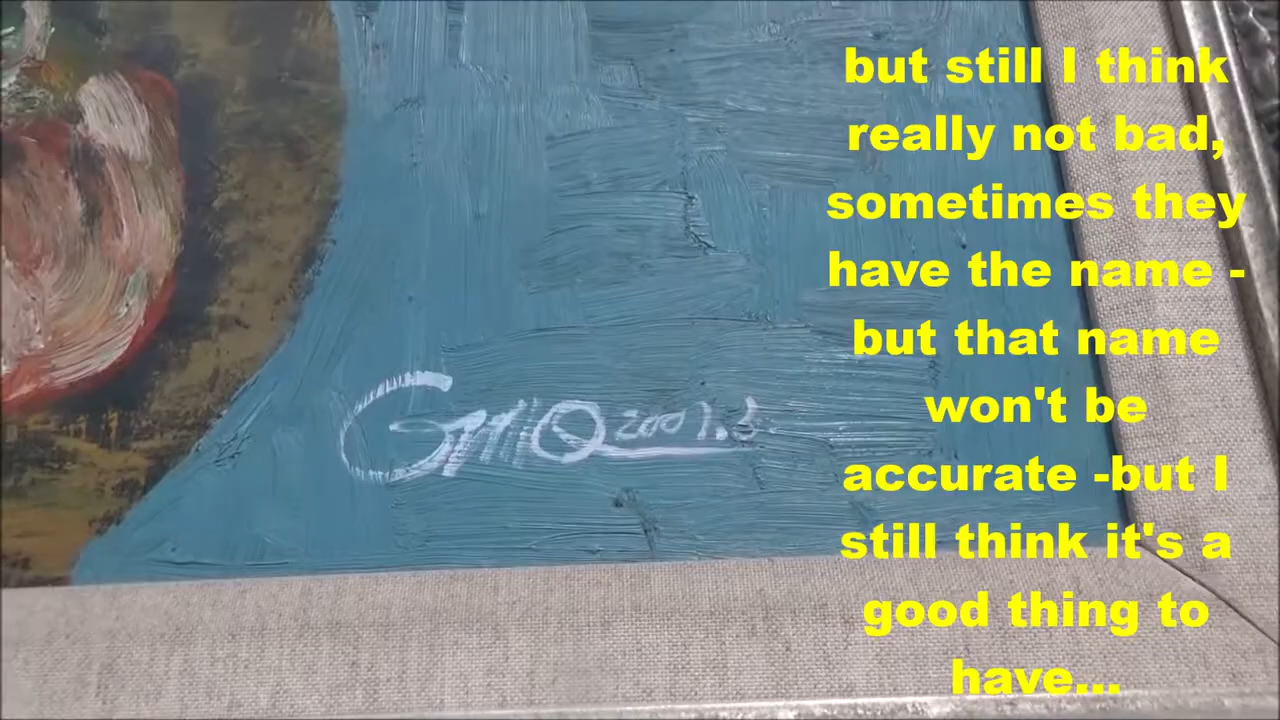 but still I think
really not bad,
sometimes they
have the name -
but that name
won't be
accurate -but I
still think it's a
good thing to
have...